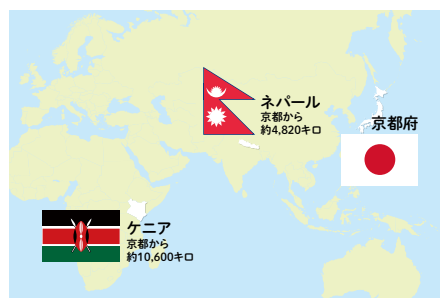 ネパール
京都から
約4,820キロ
京都府
ケニア
京都から
約10,600キロ